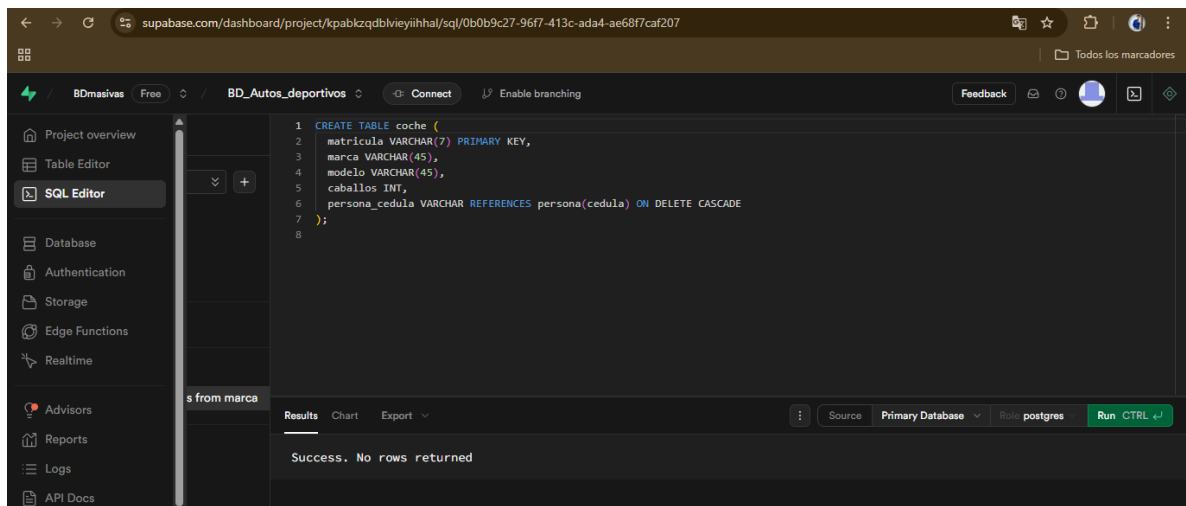 supabase.com/dashboard/project/kpabkzqdblvieyiihhal/sql/0b0b9c27-96f7-413c-ada4-ae68f7caf207
Todos los marcadores
BDmasivas Free / BD_Autos_deportivos Connect Enable branching Feedback
Project overview
Table Editor
SQL Editor
Database
Authentication
Storage
Edge Functions
Realtime
Advisors
Reports
Logs
API Docs
s from marca
1 CREATE TABLE coche (
2 matricula VARCHAR(7) PRIMARY KEY,
3 marca VARCHAR(45),
4 modelo VARCHAR(45),
5 caballos INT,
6 persona_cedula VARCHAR REFERENCES persona(cedula) ON DELETE CASCADE
7 );
8
Results Chart Export Source Primary Database Role postgres Run CTRL
Success. No rows returned